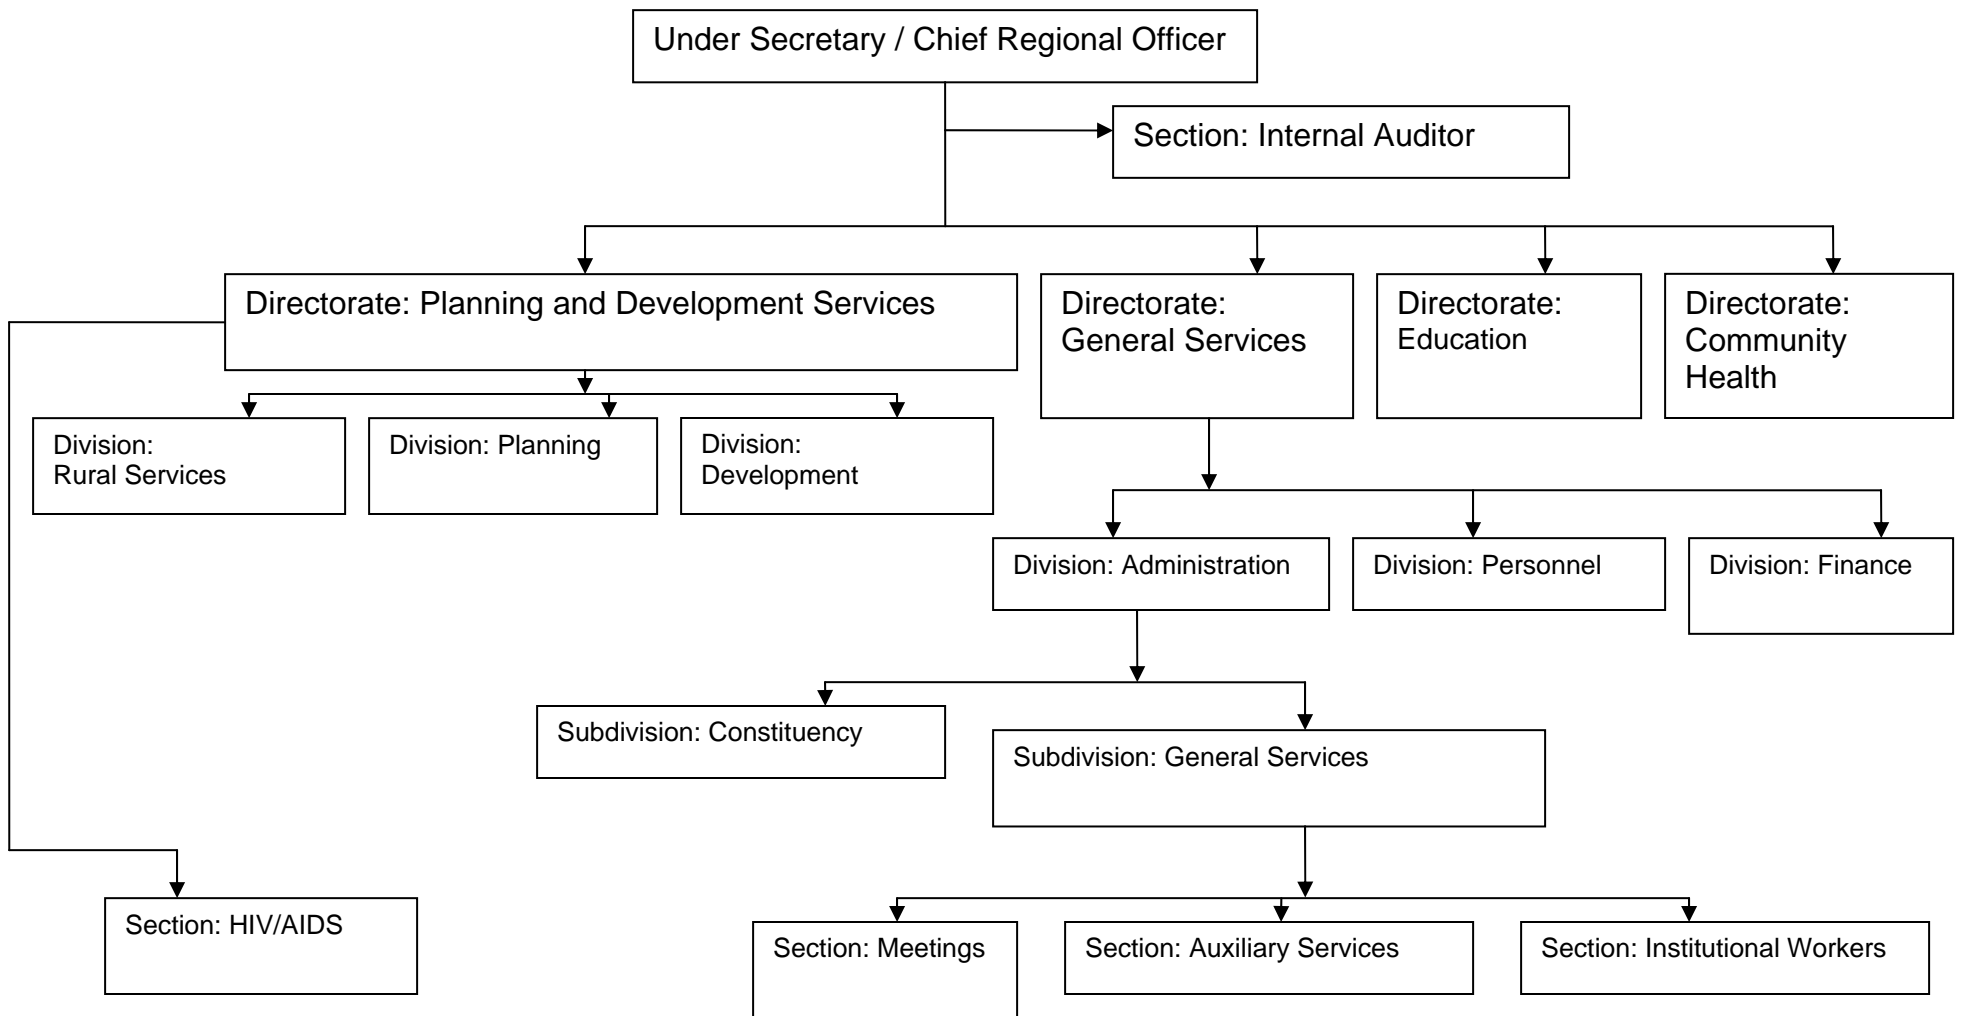 Under Secretary / Chief Regional Officer
Section: Internal Auditor
Directorate: Planning and Development Services
Directorate:
General Services
Directorate:
Education
Directorate:
Community
Health
Division:
Rural Services
Division: Planning
Division:
Development
Division: Administration
Division: Personnel
Division: Finance
Subdivision: Constituency
Subdivision: General Services
Section: HIV/AIDS
Section: Meetings
Section: Auxiliary Services
Section: Institutional Workers